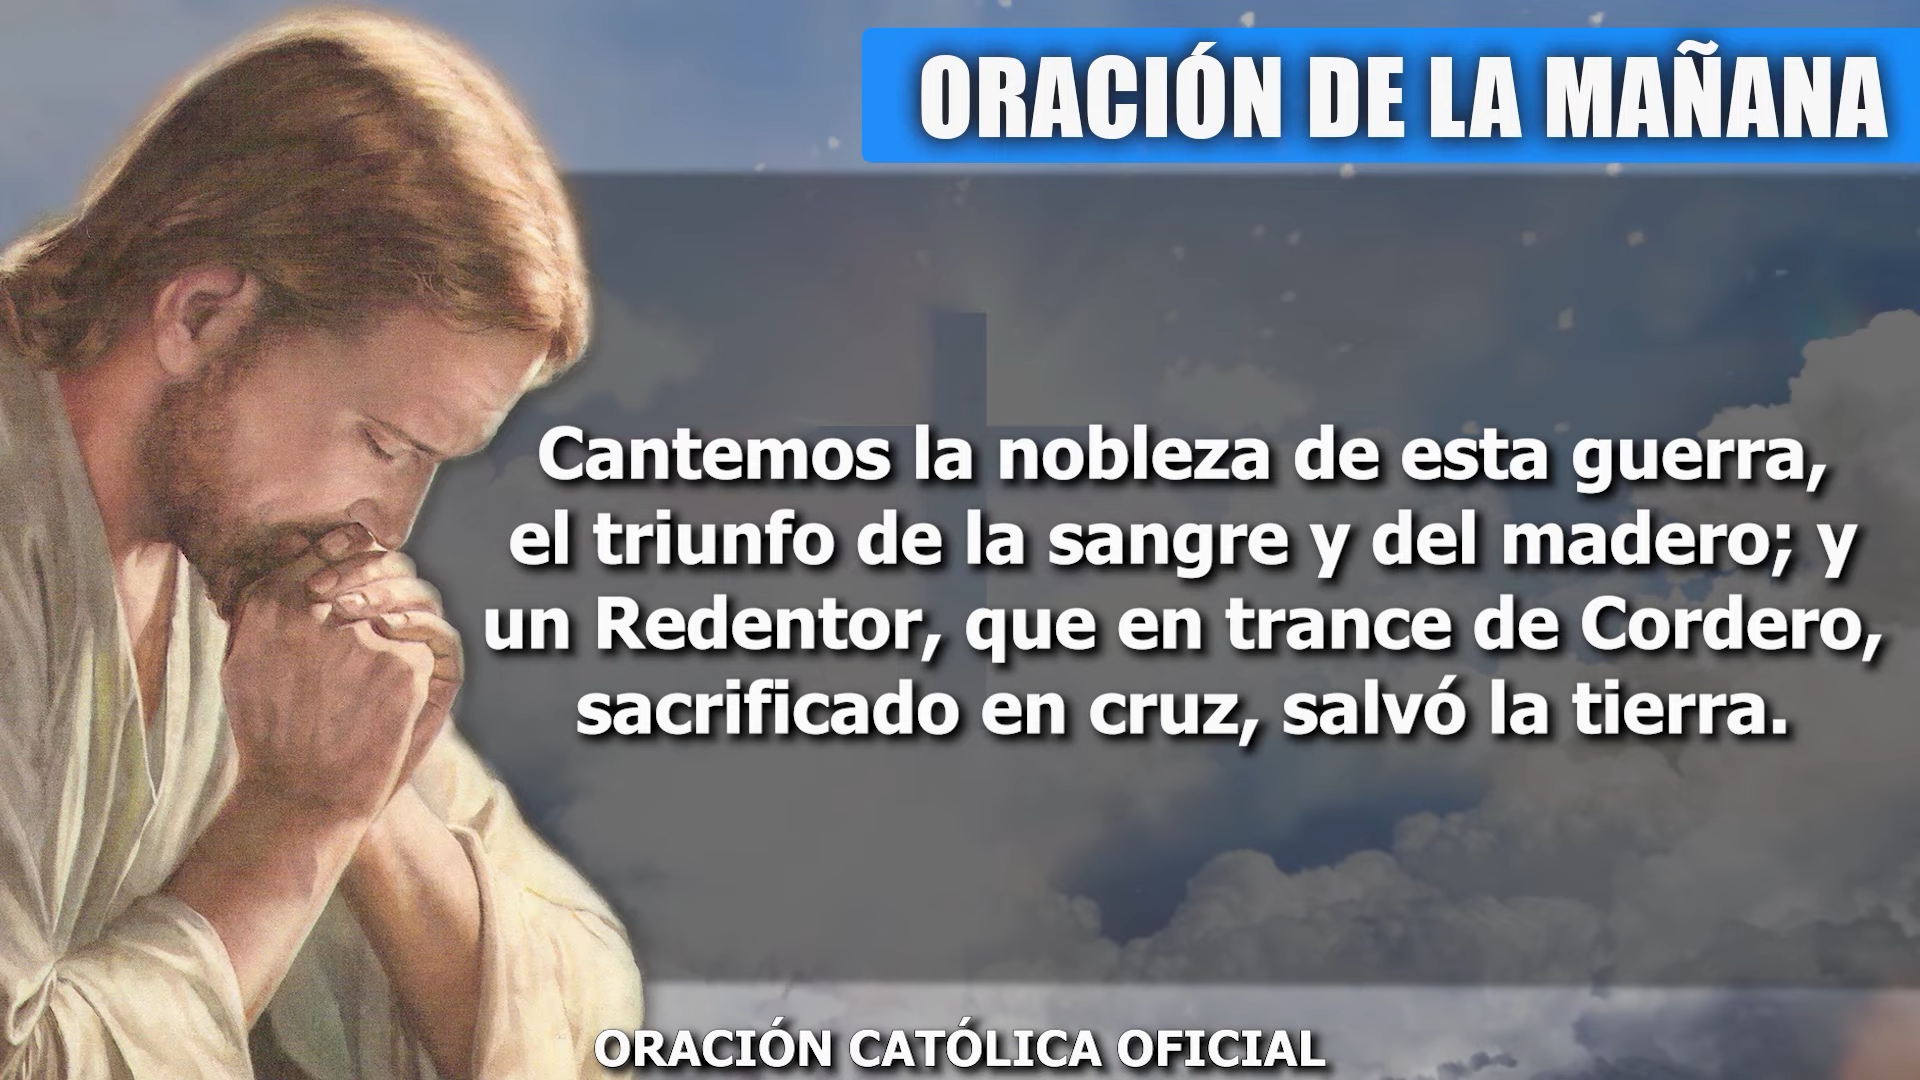 ORACIÓN DE LA MAÑANA
Cantemos la nobleza de esta guerra,
el triunfo de la sangre y del madero; y
un Redentor, que en trance de Cordero,
sacrificado en cruz, salvó la tierra.
ORACIÓN CATÓLICA OFICIAL